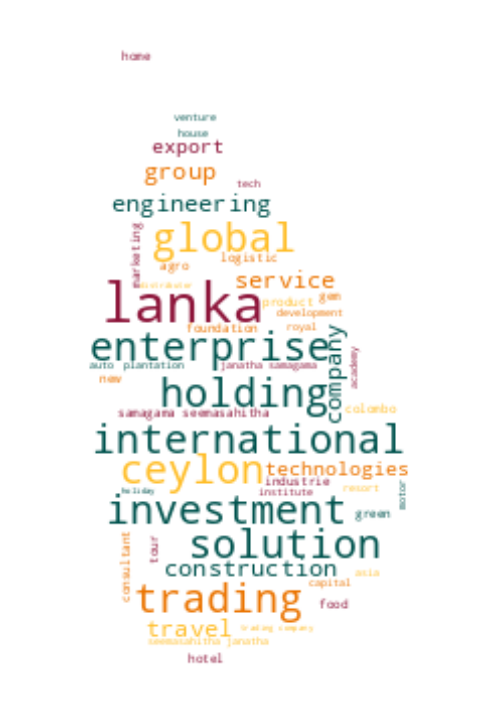 home
venture
house
export
group
tech
engineering
marketing
global
logistic
agro
distributor
service
lanka
product
gem
development
foundation
royal
enterprise
company
auto
plantation
janatha samagama
academy
new
holding
samagama seemasahitha
colombo
international
ceylon
technologies
industrie
holiday
institute
resort
motor
investment
green
solution
consultant
tour
construction
asia
capital
trading
food
travel
trading company
seemasahitha janatha
hotel